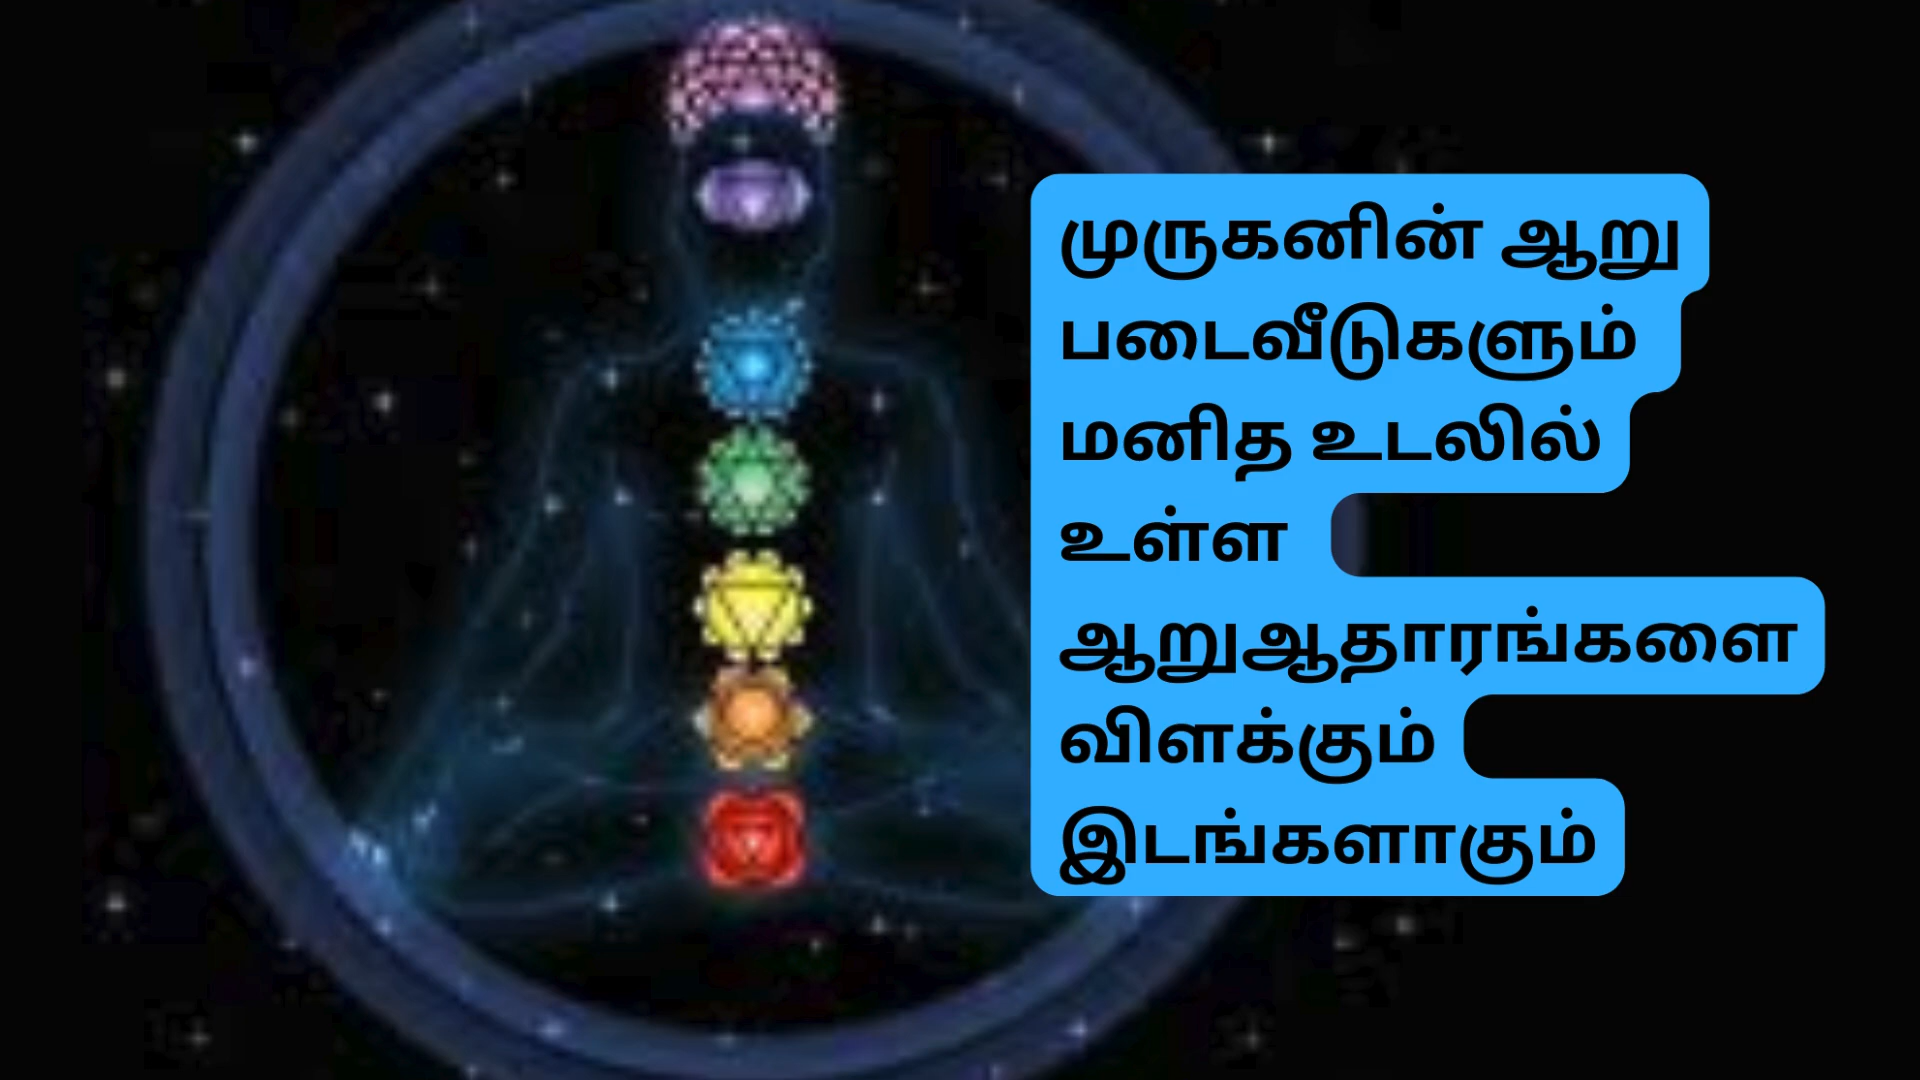 முருகனின் ஆறு
படைவீடுகளும்
மனித உடலில்
உள்ள
ஆறுஆதாரங்களை
விளக்கும்
இடங்களாகும்